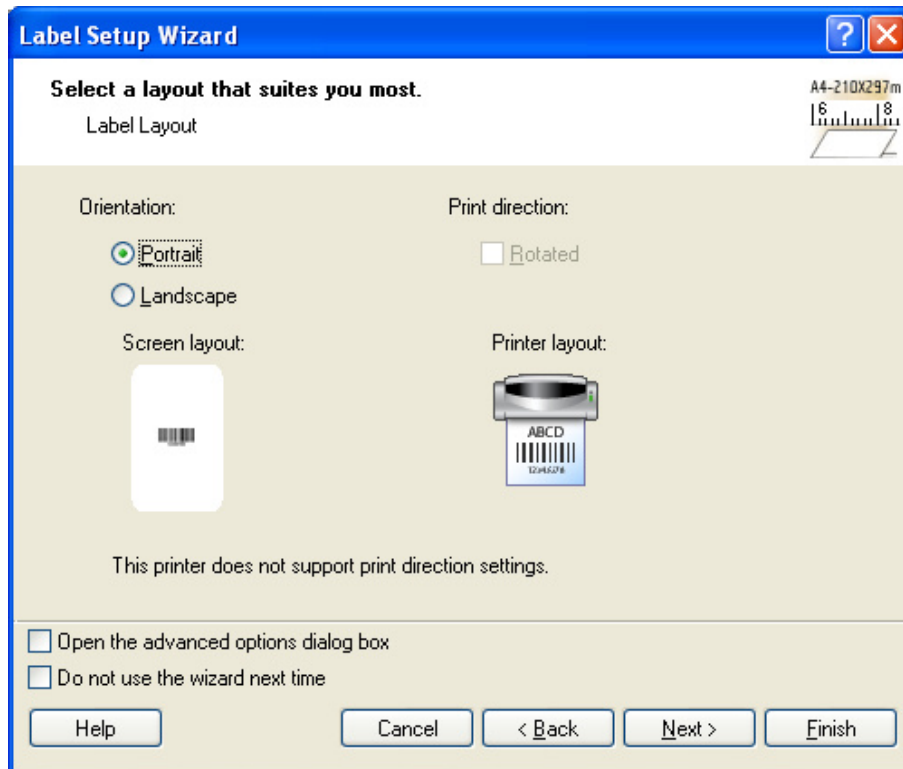 Label Setup Wizard
Select a layout that suites you most.
Label Layout
A4-210X297m
6 8
Orientation:
Print direction:
Portrait
Rotated
Landscape
Screen layout:
Printer layout:
ABCD
12345678
This printer does not support print direction settings.
Open the advanced options dialog box
Do not use the wizard next time
Help
Cancel
< Back
Next >
Finish